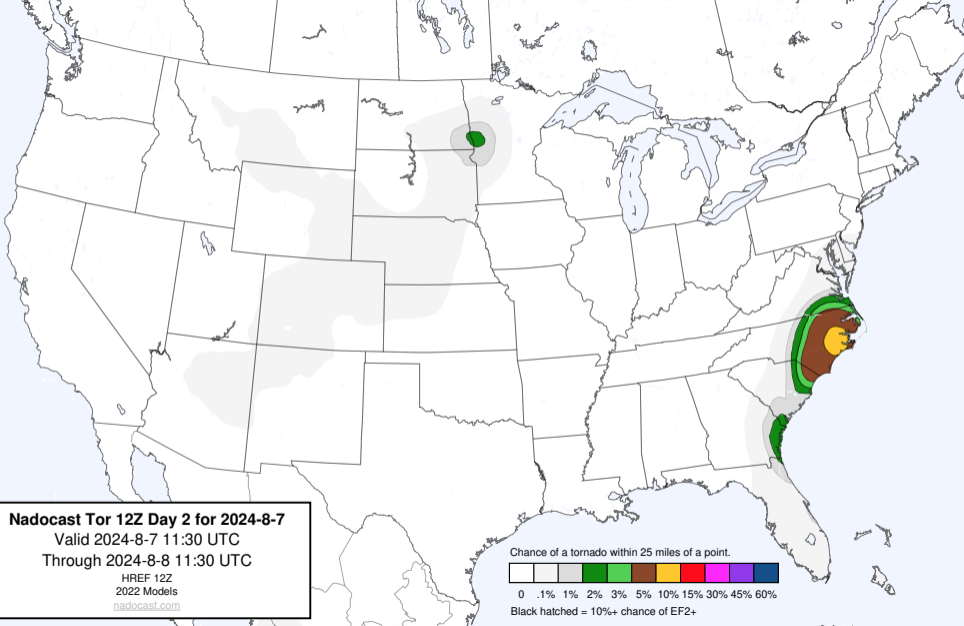 Nadocast Tor 12Z Day 2 for 2024-8-7
Valid 2024-8-7 11:30 UTC
Through 2024-8-8 11:30 UTC
HREF 12Z
2022 Models
nadocast.com
Chance of a tornado within 25 miles of a point.
0 .1% 1% 2% 3% 5% 10% 15% 30% 45% 60%
Black hatched = 10%+ chance of EF2+